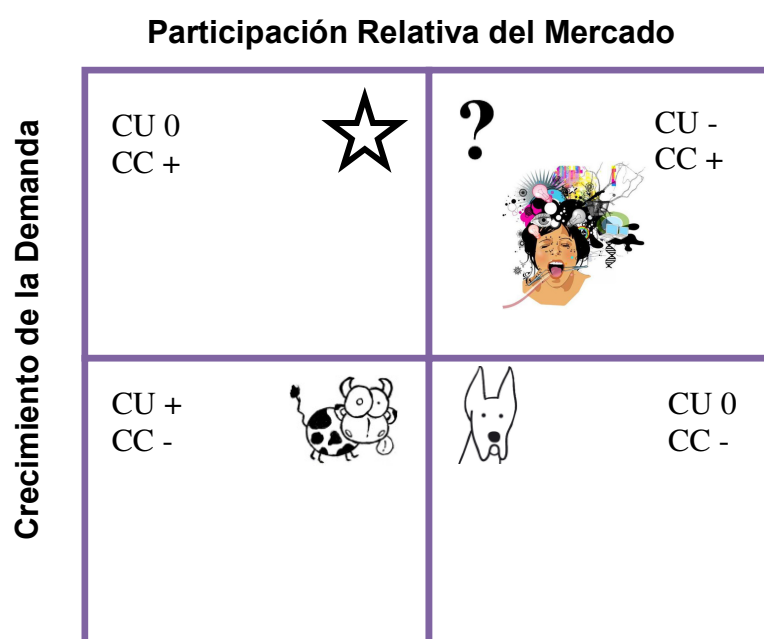 Participación Relativa del Mercado
Crecimiento de la Demanda
CU 0
CC +
?
CU -
CC +
CU +
CC -
CU 0
CC -